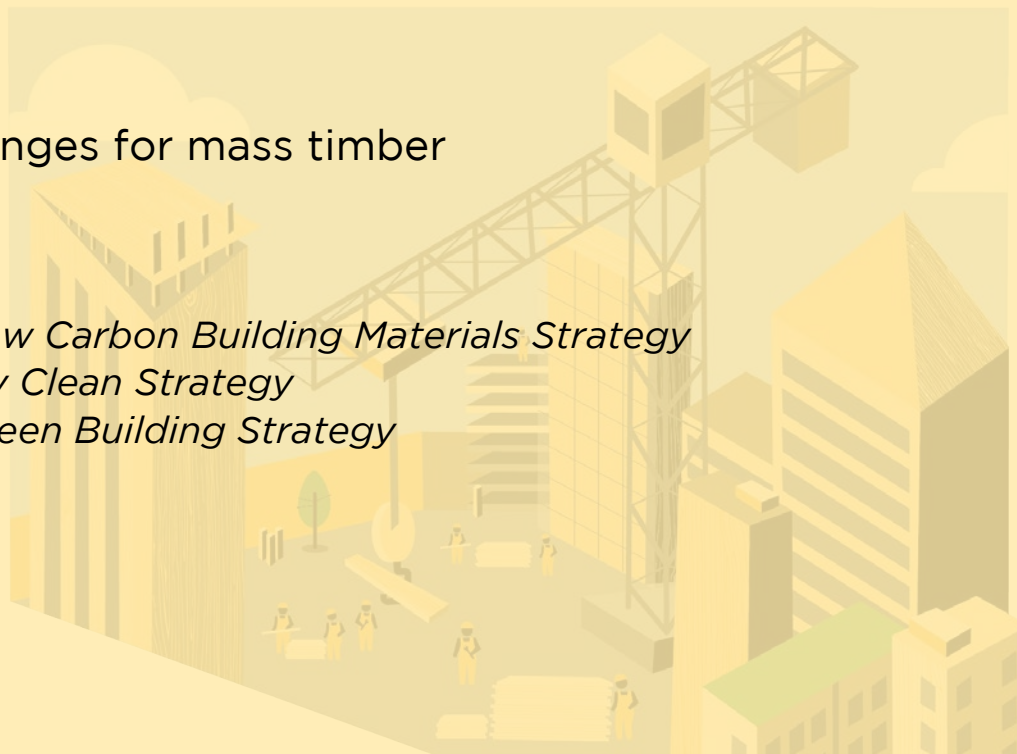 nges for mass timber
w Carbon Building Materials Strategy
y Clean Strategy
een Building Strategy